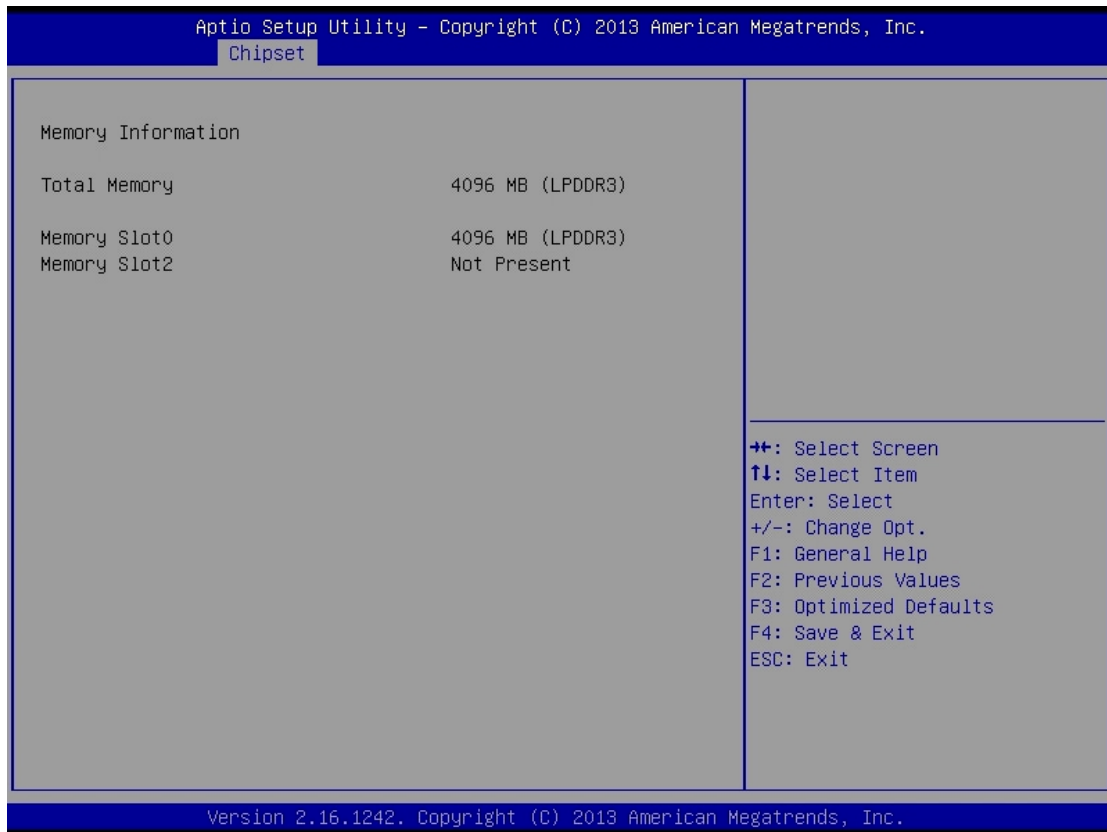 Aptio Setup Utility – Copyright (C) 2013 American Megatrends, Inc.
Chipset
Memory Information
Total Memory 4096 MB (LPDDR3)
Memory Slot0 4096 MB (LPDDR3)
Memory Slot2 Not Present
→←: Select Screen
↑↓: Select Item
Enter: Select
+/-: Change Opt.
F1: General Help
F2: Previous Values
F3: Optimized Defaults
F4: Save & Exit
ESC: Exit
Version 2.16.1242. Copyright (C) 2013 American Megatrends, Inc.